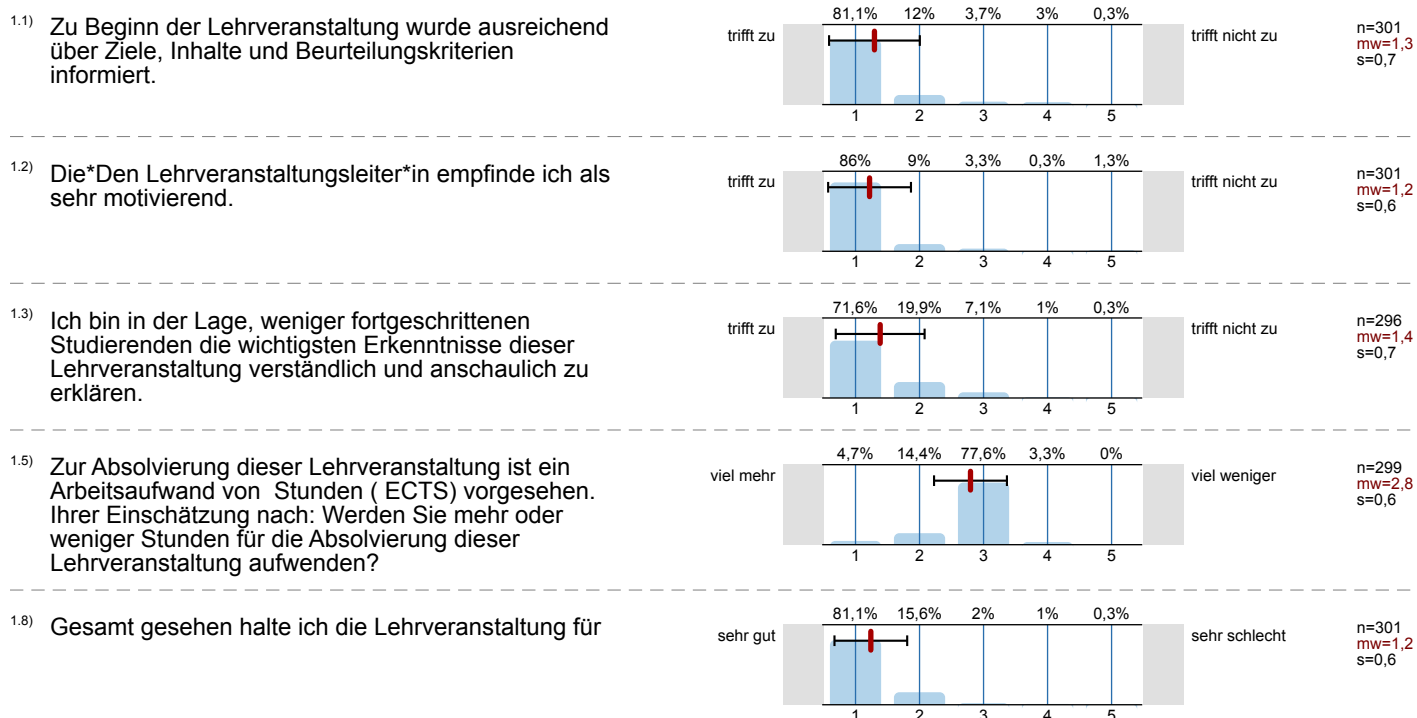 1.1) Zu Beginn der Lehrveranstaltung wurde ausreichend
über Ziele, Inhalte und Beurteilungskriterien
informiert.
81,1% 12% 3,7% 3% 0,3%
trifft zu
trifft nicht zu
n=301
mw=1,3
s=0,7
1 2 3 4 5
1.2) Die*Den Lehrveranstaltungsleiter*in empfinde ich als
sehr motivierend.
86% 9% 3,3% 0,3% 1,3%
trifft zu
trifft nicht zu
n=301
mw=1,2
s=0,6
1 2 3 4 5
1.3) Ich bin in der Lage, weniger fortgeschrittenen
Studierenden die wichtigsten Erkenntnisse dieser
Lehrveranstaltung verständlich und anschaulich zu
erklären.
71,6% 19,9% 7,1% 1% 0,3%
trifft zu
trifft nicht zu
n=296
mw=1,4
s=0,7
1 2 3 4 5
1.5) Zur Absolvierung dieser Lehrveranstaltung ist ein
Arbeitsaufwand von Stunden ( ECTS) vorgesehen.
Ihrer Einschätzung nach: Werden Sie mehr oder
weniger Stunden für die Absolvierung dieser
Lehrveranstaltung aufwenden?
4,7% 14,4% 77,6% 3,3% 0%
viel mehr
viel weniger
n=299
mw=2,8
s=0,6
1 2 3 4 5
1.8) Gesamt gesehen halte ich die Lehrveranstaltung für
81,1% 15,6% 2% 1% 0,3%
sehr gut
sehr schlecht
n=301
mw=1,2
s=0,6
1 2 3 4 5